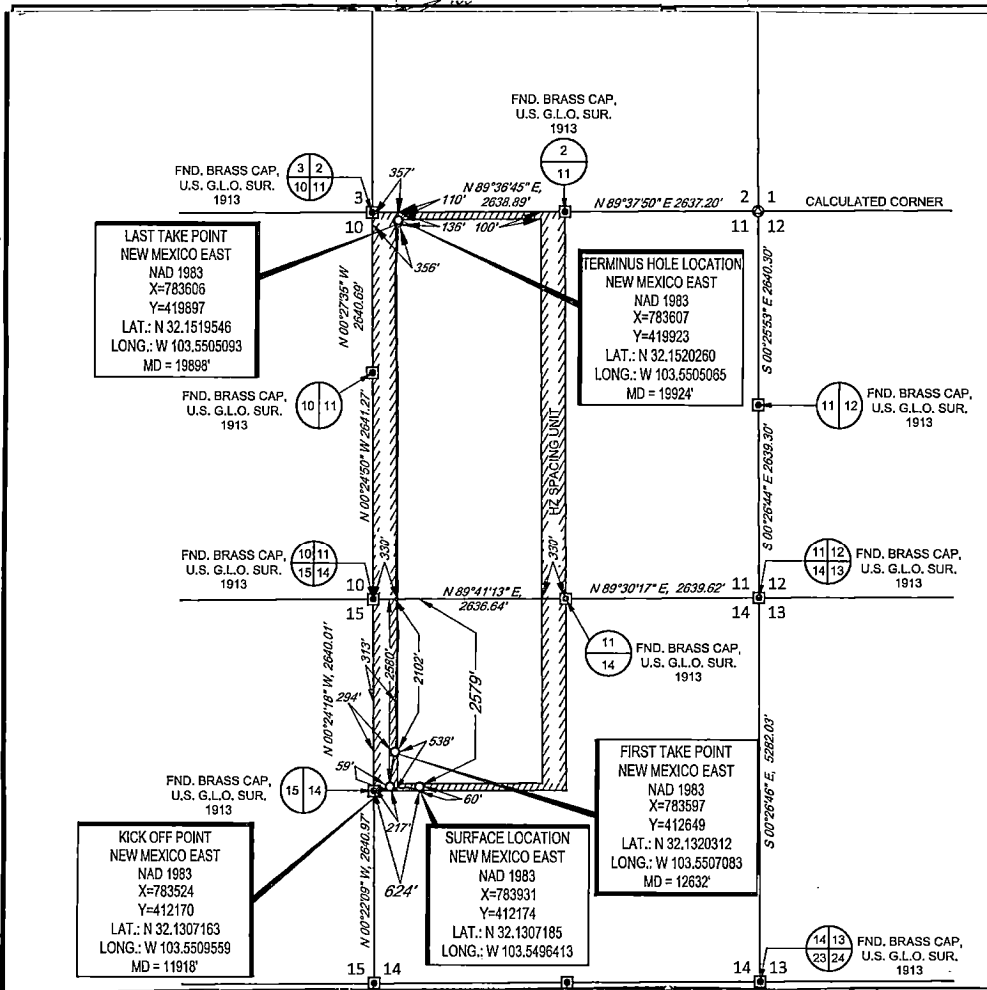 FND. BRASS CAP,
U.S. G.L.O. SUR.
1913
2
11
FND. BRASS CAP,
U.S. G.L.O. SUR.
1913
3 2
10 11
357'
110'
N 89°36'45" E,
2638.89'
N 89°37'50" E 2637.20'
2 1
CALCULATED CORNER
3
10
136'
100'
11 12
356'
LAST TAKE POINT
NEW MEXICO EAST
NAD 1983
X=783606
Y=419897
LAT.: N 32.1519546
LONG.: W 103.5505093
MD = 19898'
N 00°27'35" W
2640.69'
TERMINUS HOLE LOCATION
NEW MEXICO EAST
NAD 1983
X=783607
Y=419923
LAT.: N 32.1520260
LONG.: W 103.5505065
MD = 19924'
S 00°25'53" E 2640.30'
FND. BRASS CAP,
U.S. G.L.O. SUR.
1913
10 11
11 12
FND. BRASS CAP,
U.S. G.L.O. SUR.
1913
N 00°24'50" W 2641.27'
HZ SPACING UNIT
S 00°26'44" E 2639.30'
FND. BRASS CAP,
U.S. G.L.O. SUR.
1913
10 11
15 14
330'
330'
11 12
14 13
FND. BRASS CAP,
U.S. G.L.O. SUR.
1913
10
15
N 89°41'13" E,
2636.64'
N 89°30'17" E, 2639.62'
11 12
14 13
11
14
FND. BRASS CAP,
U.S. G.L.O. SUR.
1913
N 00°24'18" W, 2640.01'
313'
2580'
2102'
2579'
294'
538'
59'
60'
217'
624'
FND. BRASS CAP,
U.S. G.L.O. SUR.
1913
15 14
FIRST TAKE POINT
NEW MEXICO EAST
NAD 1983
X=783597
Y=412649
LAT.: N 32.1320312
LONG.: W 103.5507083
MD = 12632'
S 00°26'46" E, 5282.03'
KICK OFF POINT
NEW MEXICO EAST
NAD 1983
X=783524
Y=412170
LAT.: N 32.1307163
LONG.: W 103.5509559
MD = 11918'
N 00°22'09" W, 2640.97'
SURFACE LOCATION
NEW MEXICO EAST
NAD 1983
X=783931
Y=412174
LAT.: N 32.1307185
LONG.: W 103.5496413
15 14
14 13
14 13
23 24
FND. BRASS CAP,
U.S. G.L.O. SUR.
1913